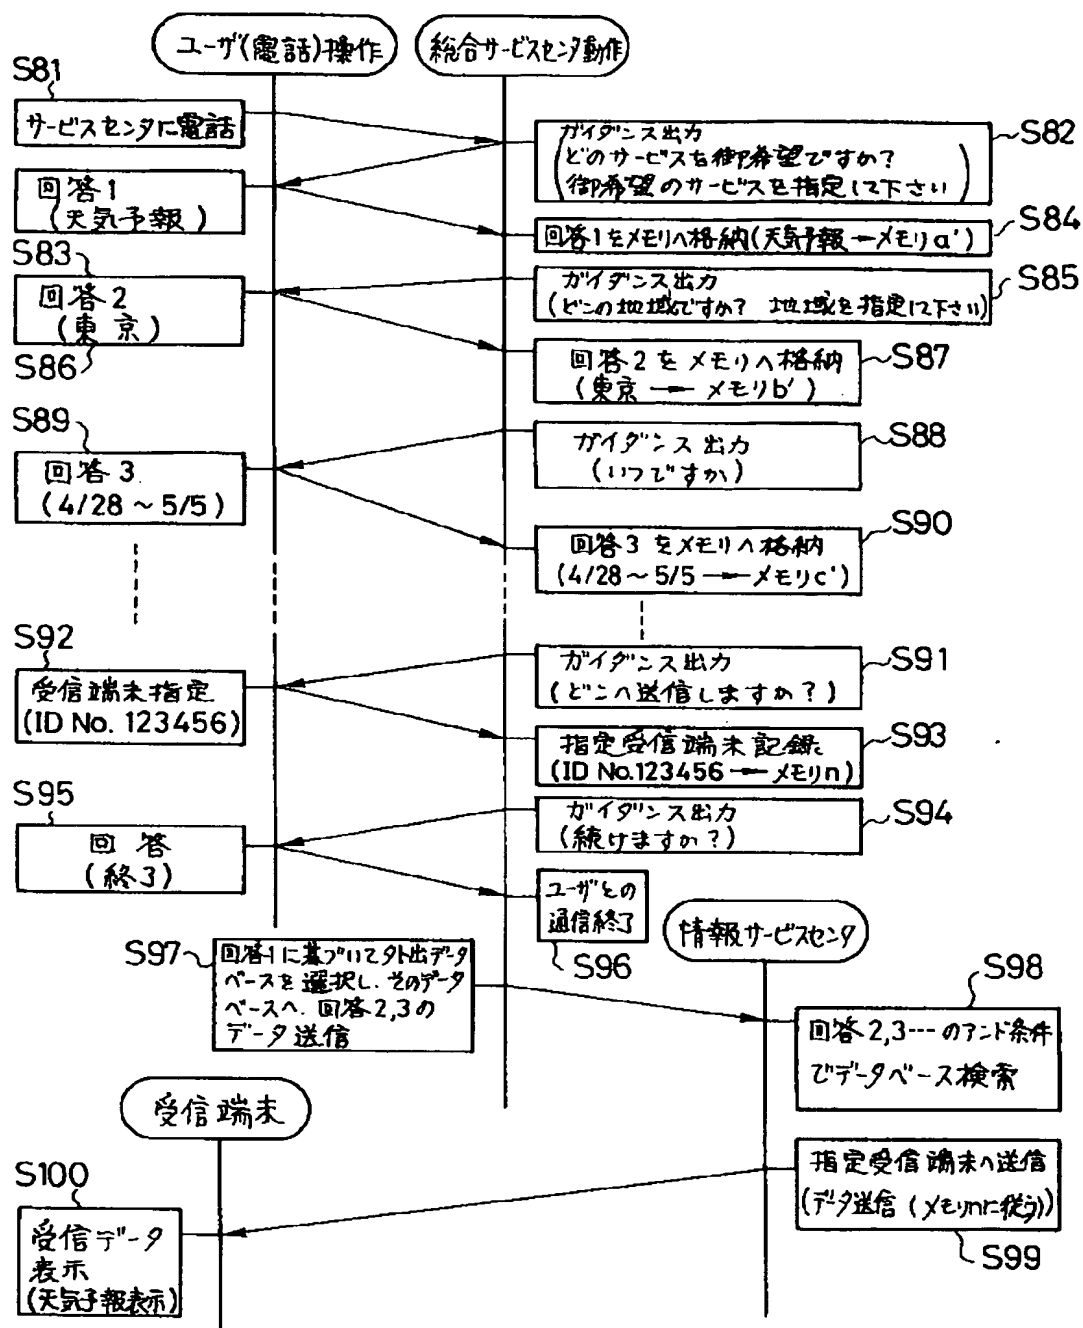 ユーザ(電話)操作
総合サービスセンタ動作
S81
サービスセンタに電話
ガイダンス出力
どのサービスを御希望ですか?
御希望のサービスを指定して下さい
S82
回答1
(天気予報)
S83
回答1をメモリへ格納(天気予報→メモリa')
S84
ガイダンス出力
(どこの地域ですか? 地域を指定して下さい)
S85
回答2
(東京)
S86
回答2をメモリへ格納
(東京→メモリb')
S87
ガイダンス出力
(いつですか)
S88
S89
回答3
(4/28~5/5)
S90
回答3をメモリへ格納
(4/28~5/5→メモリc')
ガイダンス出力
(どこへ送信しますか?)
S91
S92
受信端末指定
(ID No. 123456)
指定受信端末記録
(ID No.123456→メモリn)
S93
ガイダンス出力
(続けますか?)
S94
S95
回答
(終了)
ユーザとの
通信終了
S96
情報サービスセンタ
S97
回答1に基づいて外出データ
ベースを選択し、そのデータ
ベースへ、回答2,3の
データ送信
S98
回答2,3…のアンド条件
でデータベース検索
受信端末
指定受信端末へ送信
(データ送信(メモリnに従う))
S99
S100
受信データ
表示
(天気予報表示)